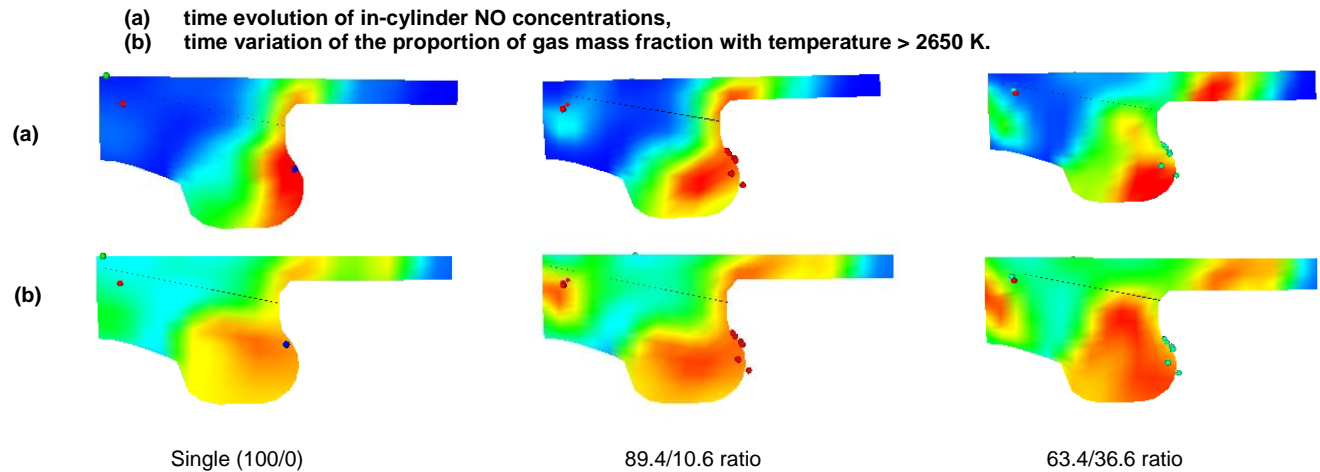 (a) time evolution of in-cylinder NO concentrations,
(b) time variation of the proportion of gas mass fraction with temperature > 2650 K.
(a)
(b)
Single (100/0) 89.4/10.6 ratio 63.4/36.6 ratio